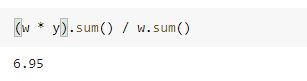 (w * y).sum() / w.sum()
6.95